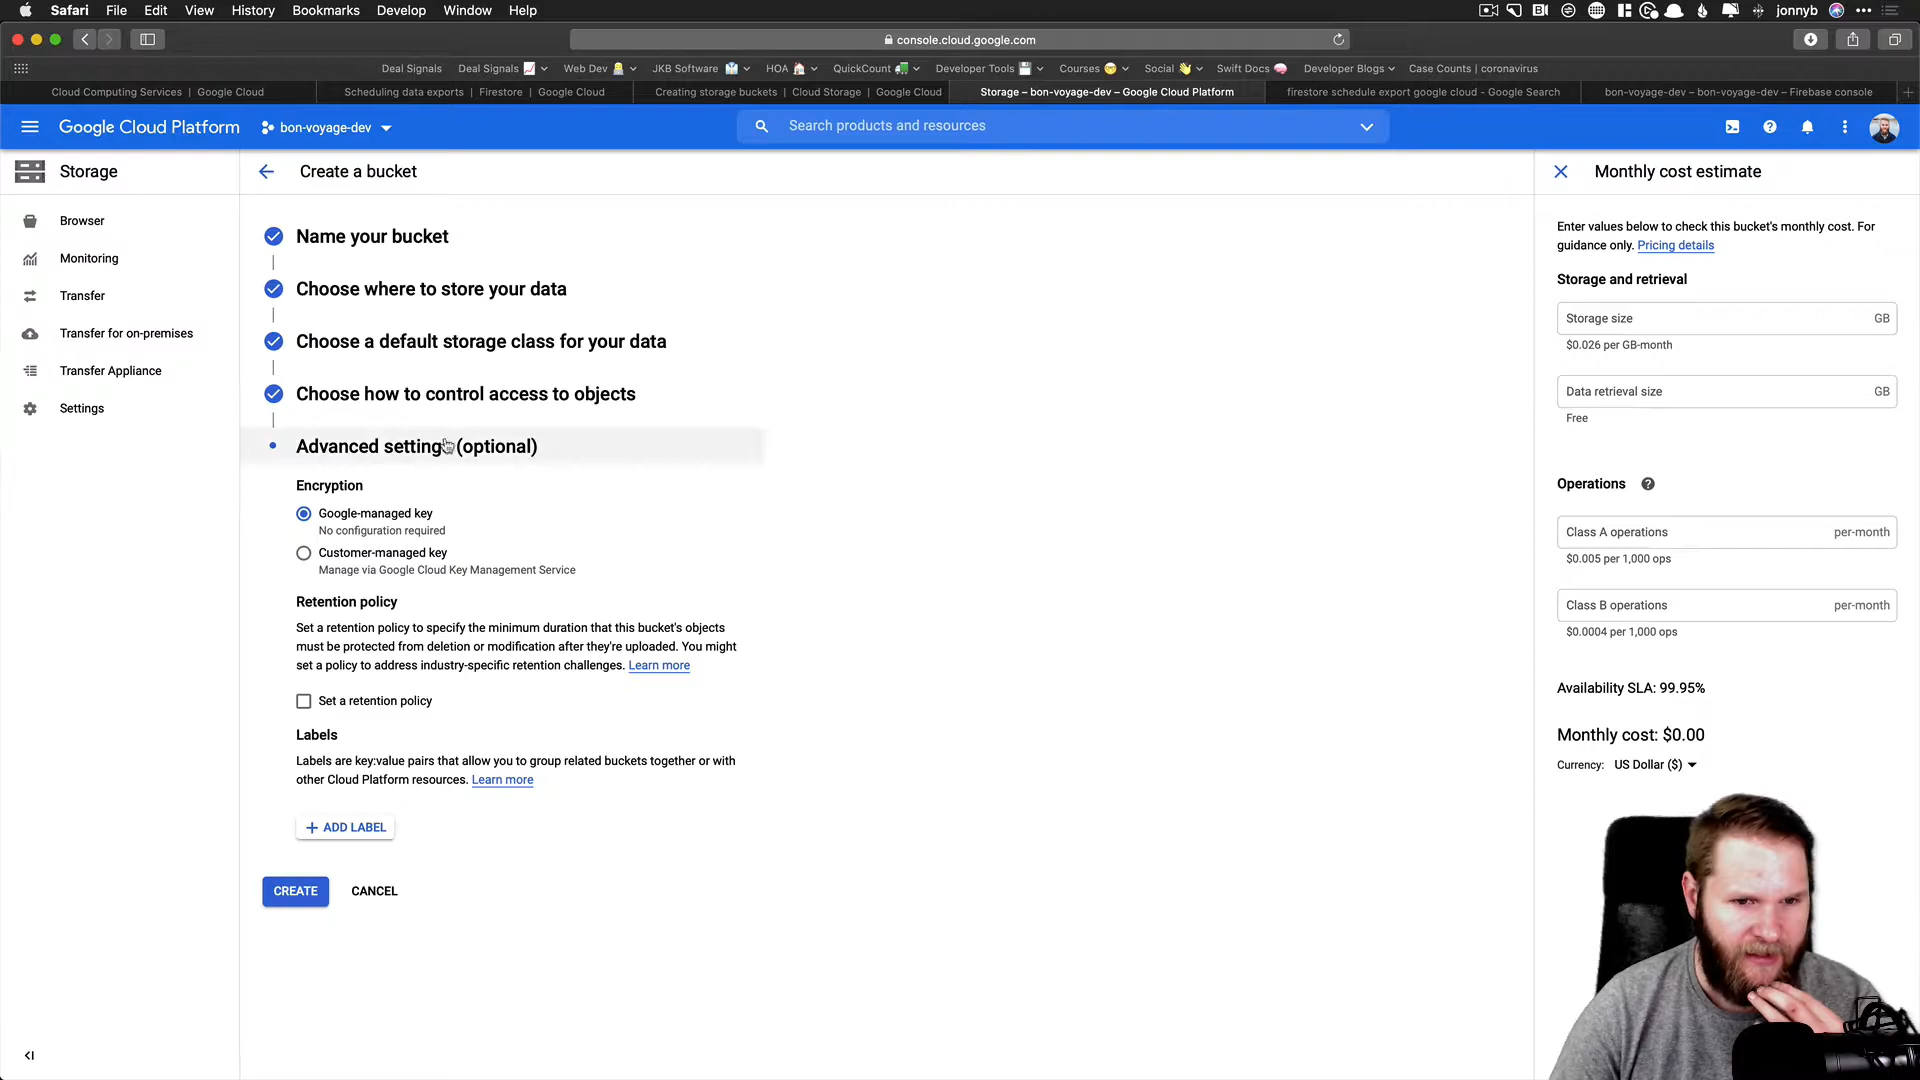 Safari File Edit View History Bookmarks Develop Window Help jonnyb
console.cloud.google.com
Deal Signals Deal Signals Web Dev JKB Software HOA QuickCount Developer Tools Courses Social Swift Docs Developer Blogs Case Counts | coronavirus
Cloud Computing Services | Google Cloud Scheduling data exports | Firestore | Google Cloud Creating storage buckets | Cloud Storage | Google Cloud Storage – bon-voyage-dev – Google Cloud Platform firestore schedule export google cloud - Google Search bon-voyage-dev – bon-voyage-dev – Firebase console
Google Cloud Platform bon-voyage-dev Search products and resources
Storage
Browser
Monitoring
Transfer
Transfer for on-premises
Transfer Appliance
Settings
Create a bucket
Name your bucket
Choose where to store your data
Choose a default storage class for your data
Choose how to control access to objects
Advanced settings (optional)
Encryption
Google-managed key
No configuration required
Customer-managed key
Manage via Google Cloud Key Management Service
Retention policy
Set a retention policy to specify the minimum duration that this bucket's objects
must be protected from deletion or modification after they're uploaded. You might
set a policy to address industry-specific retention challenges. Learn more
Set a retention policy
Labels
Labels are key:value pairs that allow you to group related buckets together or with
other Cloud Platform resources. Learn more
ADD LABEL
CREATE CANCEL
Monthly cost estimate
Enter values below to check this bucket's monthly cost. For
guidance only. Pricing details
Storage and retrieval
Storage size GB
$0.026 per GB-month
Data retrieval size GB
Free
Operations
Class A operations per-month
$0.005 per 1,000 ops
Class B operations per-month
$0.0004 per 1,000 ops
Availability SLA: 99.95%
Monthly cost: $0.00
Currency: US Dollar ($)